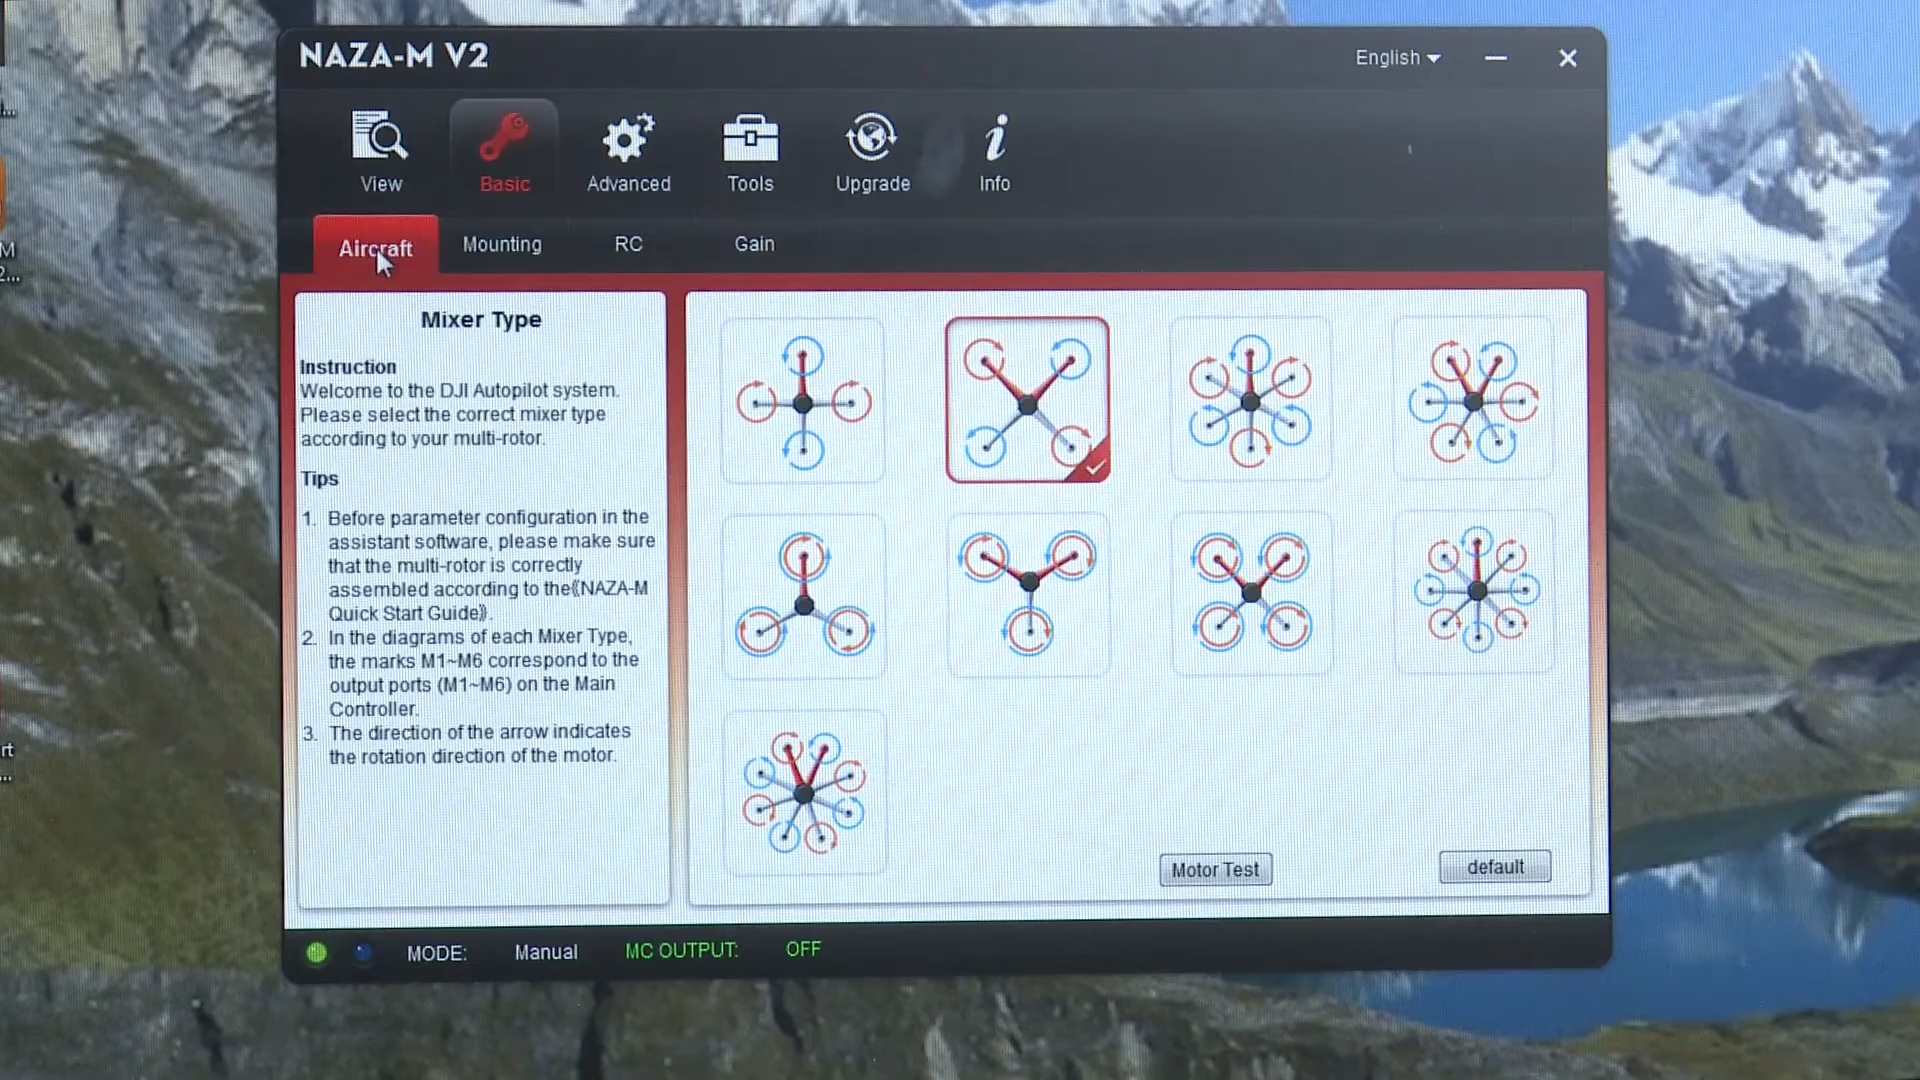 NAZA-M V2
English
View
Basic
Advanced
Tools
Upgrade
Info
Aircraft
Mounting
RC
Gain
Mixer Type
Instruction
Welcome to the DJI Autopilot system.
Please select the correct mixer type
according to your multi-rotor.
Tips
1. Before parameter configuration in the
assistant software, please make sure
that the multi-rotor is correctly
assembled according to the《NAZA-M
Quick Start Guide》.
2. In the diagrams of each Mixer Type,
the marks M1~M6 correspond to the
output ports (M1~M6) on the Main
Controller.
3. The direction of the arrow indicates
the rotation direction of the motor.
Motor Test
default
MODE: Manual MC OUTPUT: OFF
M
2...
rt
...